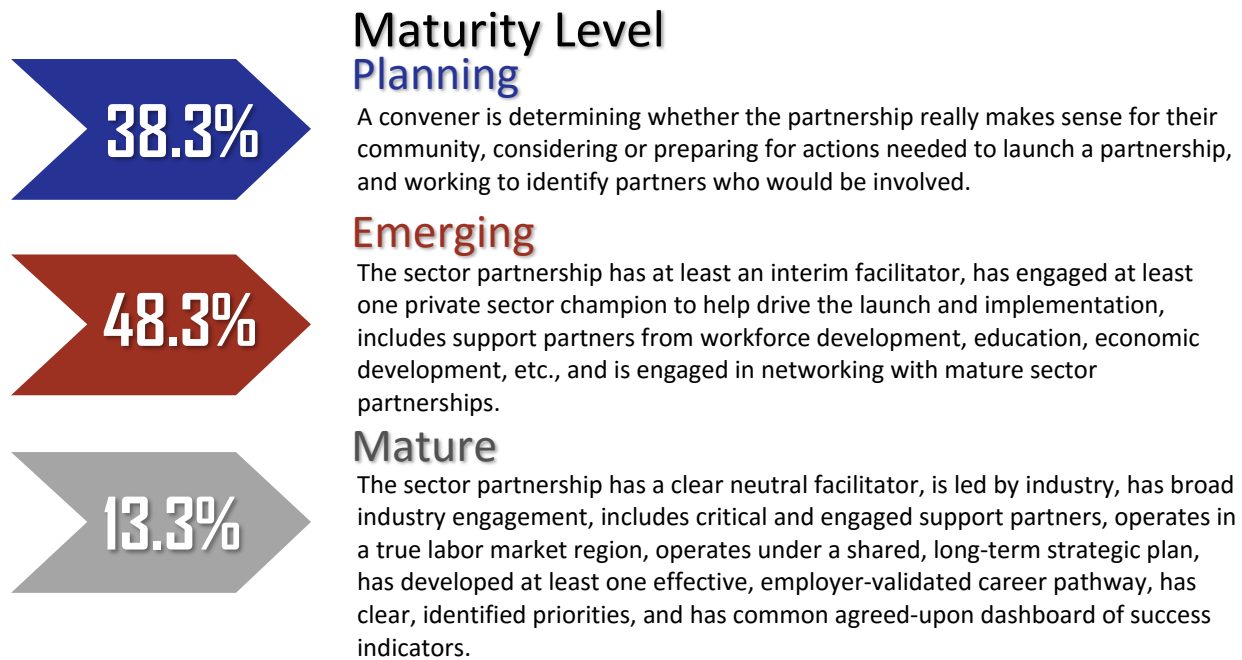 Maturity Level
38.3%
Planning
A convener is determining whether the partnership really makes sense for their
community, considering or preparing for actions needed to launch a partnership,
and working to identify partners who would be involved.
48.3%
Emerging
The sector partnership has at least an interim facilitator, has engaged at least
one private sector champion to help drive the launch and implementation,
includes support partners from workforce development, education, economic
development, etc., and is engaged in networking with mature sector
partnerships.
13.3%
Mature
The sector partnership has a clear neutral facilitator, is led by industry, has broad
industry engagement, includes critical and engaged support partners, operates in
a true labor market region, operates under a shared, long-term strategic plan,
has developed at least one effective, employer-validated career pathway, has
clear, identified priorities, and has common agreed-upon dashboard of success
indicators.